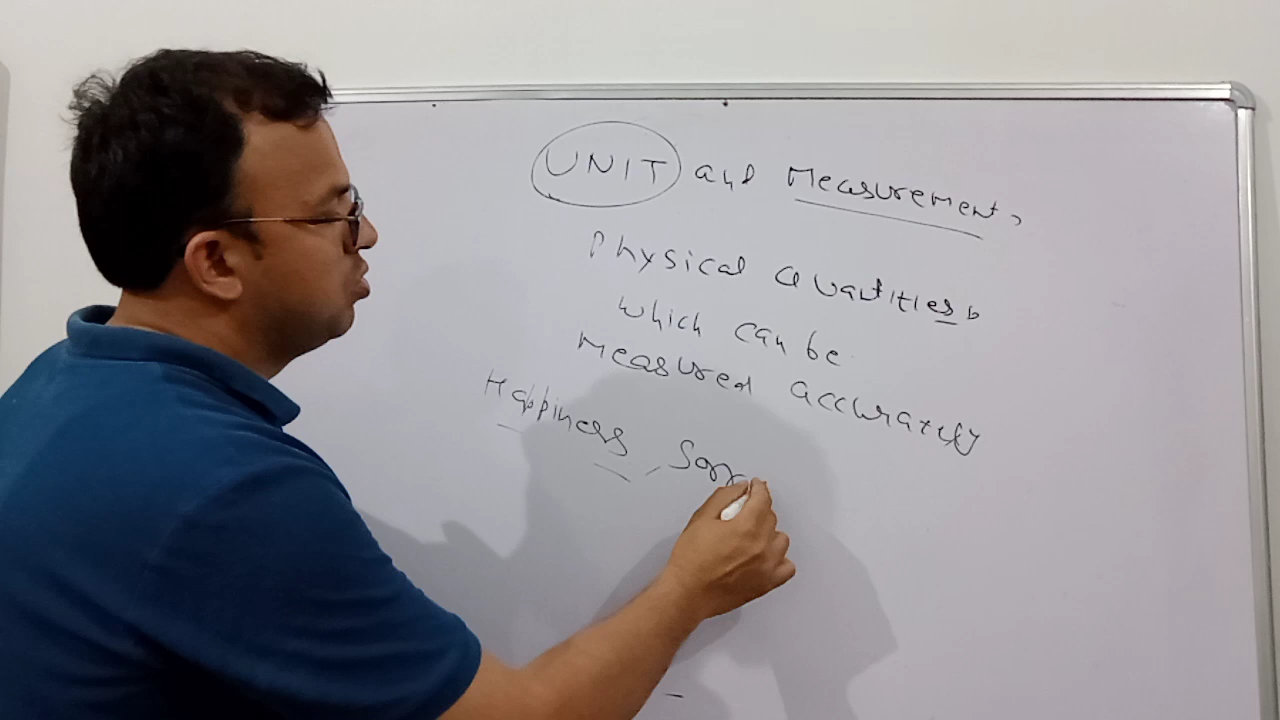 UNIT and Measurement,
Physical Quantities
which can be
Measured accurately
Happiness, Sorr